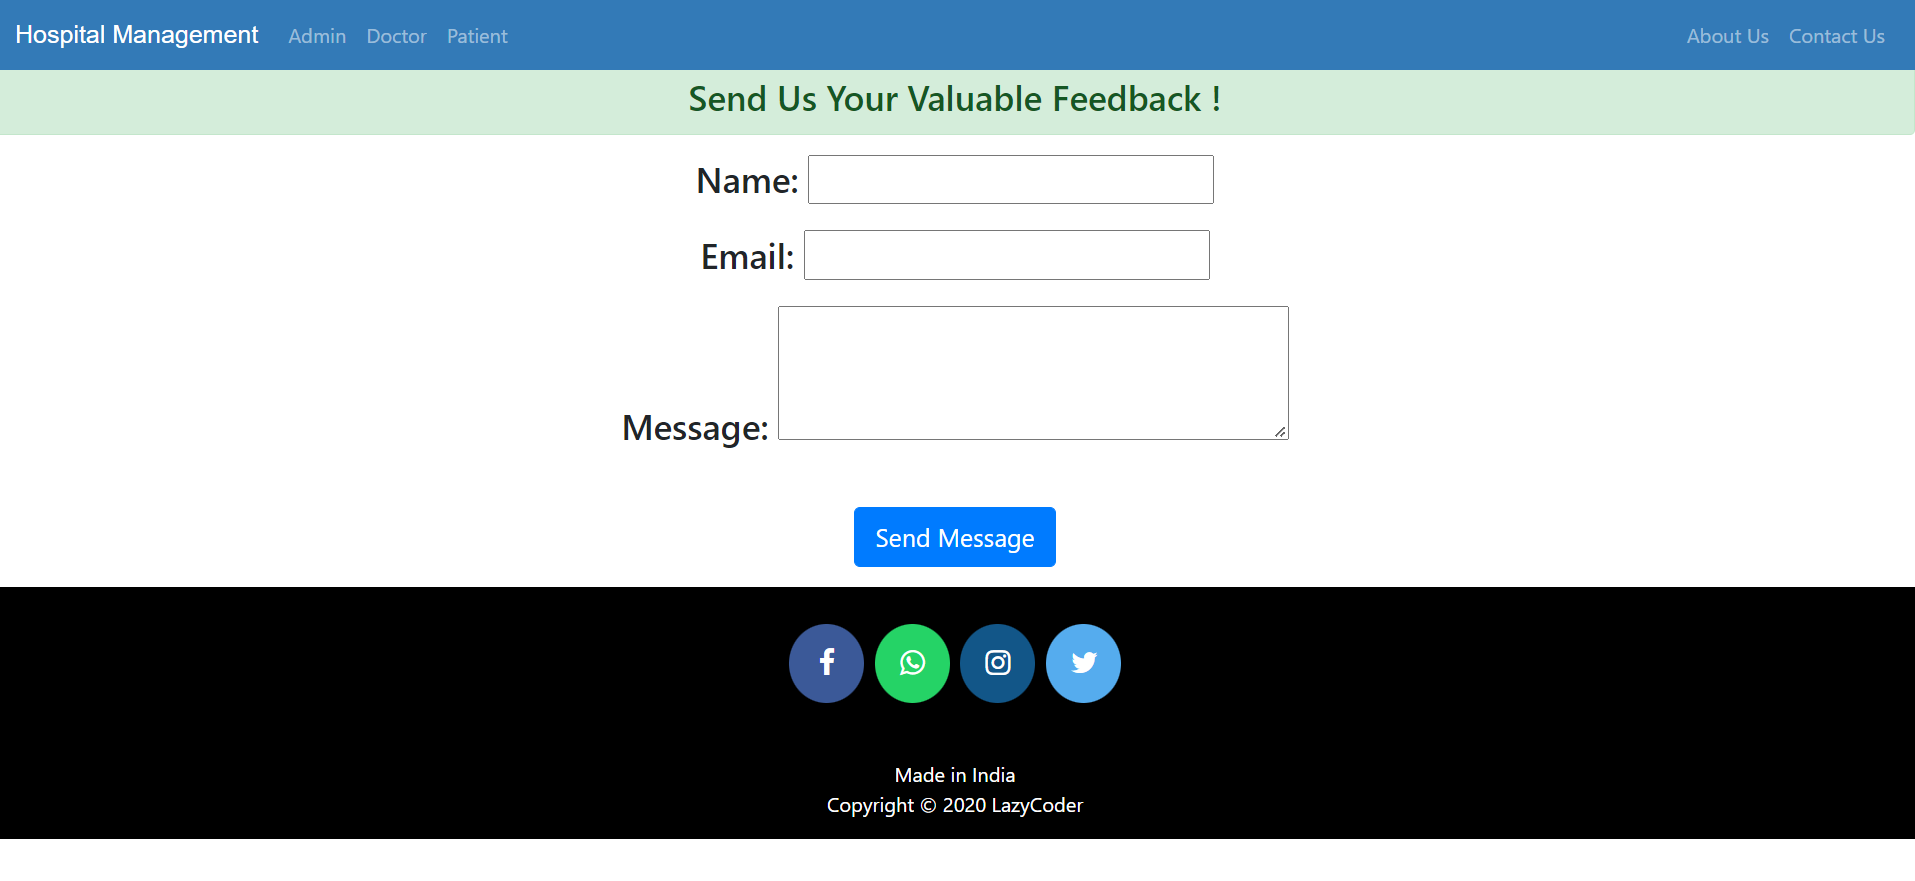 Hospital Management Admin Doctor Patient About Us Contact Us
Send Us Your Valuable Feedback !
Name:
Email:
Message:
Send Message
Made in India
Copyright © 2020 LazyCoder